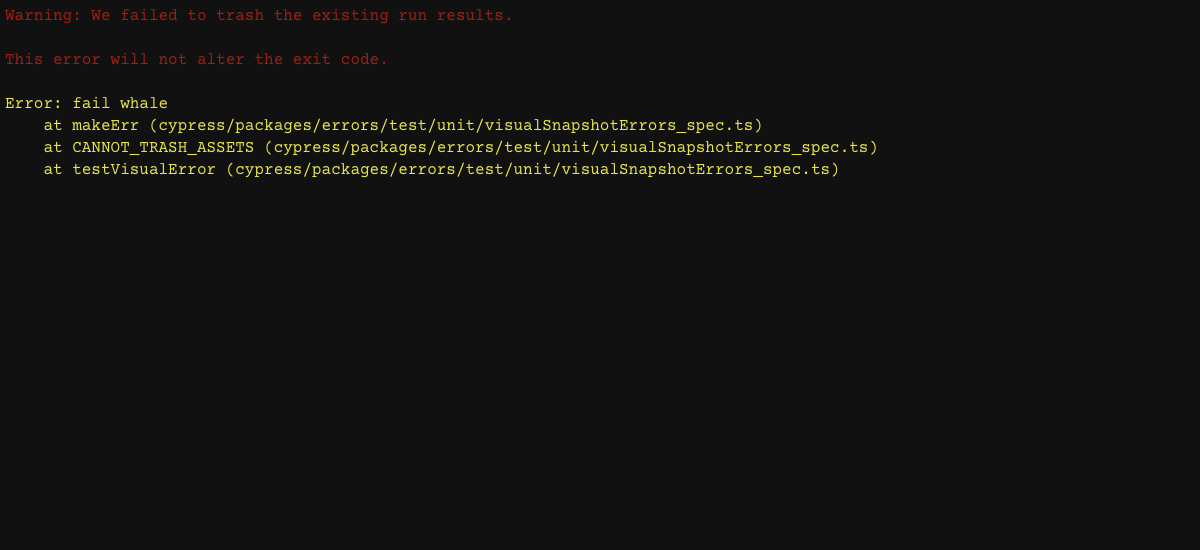 Warning: We failed to trash the existing run results.
This error will not alter the exit code.
Error: fail whale
at makeErr (cypress/packages/errors/test/unit/visualSnapshotErrors_spec.ts)
at CANNOT_TRASH_ASSETS (cypress/packages/errors/test/unit/visualSnapshotErrors_spec.ts)
at testVisualError (cypress/packages/errors/test/unit/visualSnapshotErrors_spec.ts)